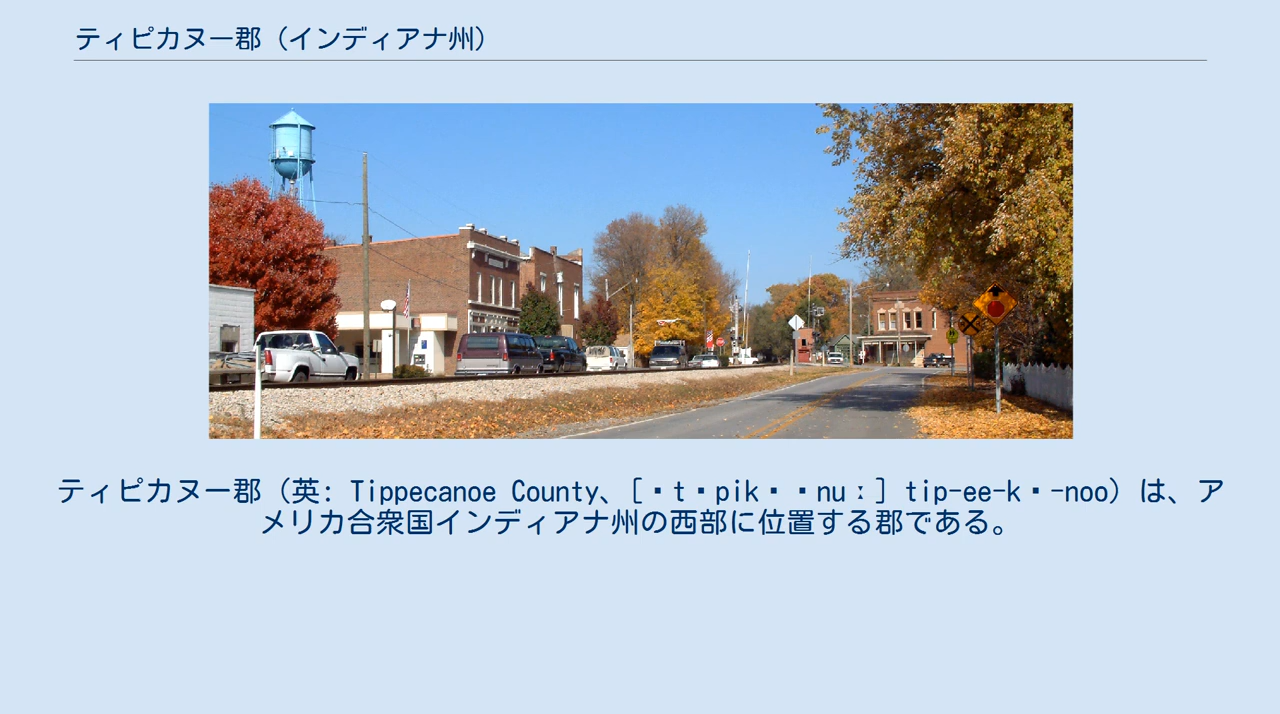 ティピカヌー郡（インディアナ州）
ティピカヌー郡（英: Tippecanoe County、[▪t▪pik▪▪nuː] tip-ee-k▪-noo）は、ア
メリカ合衆国インディアナ州の西部に位置する郡である。